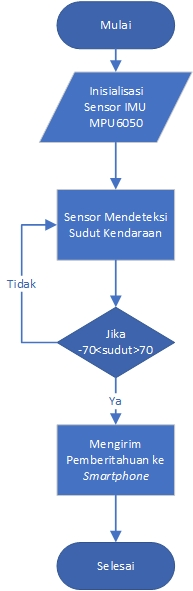 Mulai
Inisialisasi
Sensor IMU
MPU6050
Sensor Mendeteksi
Sudut Kendaraan
Tidak
Jika
-70<sudut>70
Ya
Mengirim
Pemberitahuan ke
Smartphone
Selesai